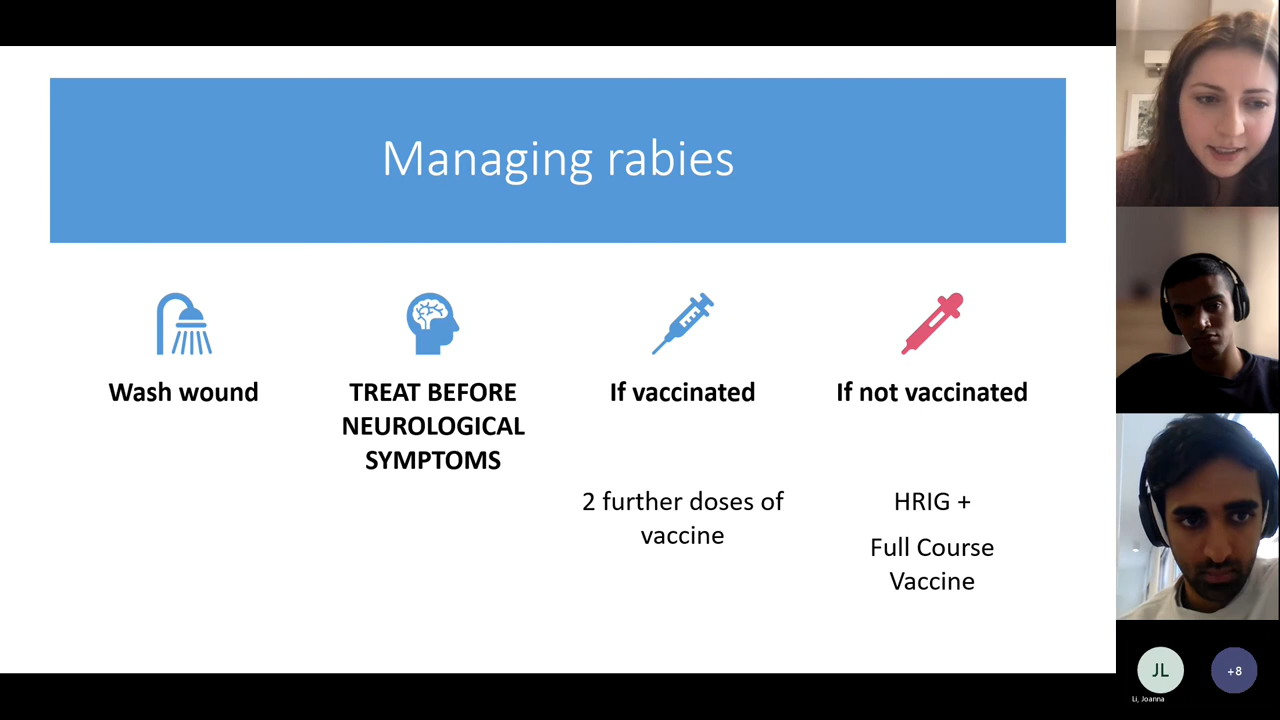 Managing rabies
Wash wound
TREAT BEFORE
NEUROLOGICAL
SYMPTOMS
If vaccinated
2 further doses of
vaccine
If not vaccinated
HRIG +
Full Course
Vaccine
JL
Li, Joanna
+8